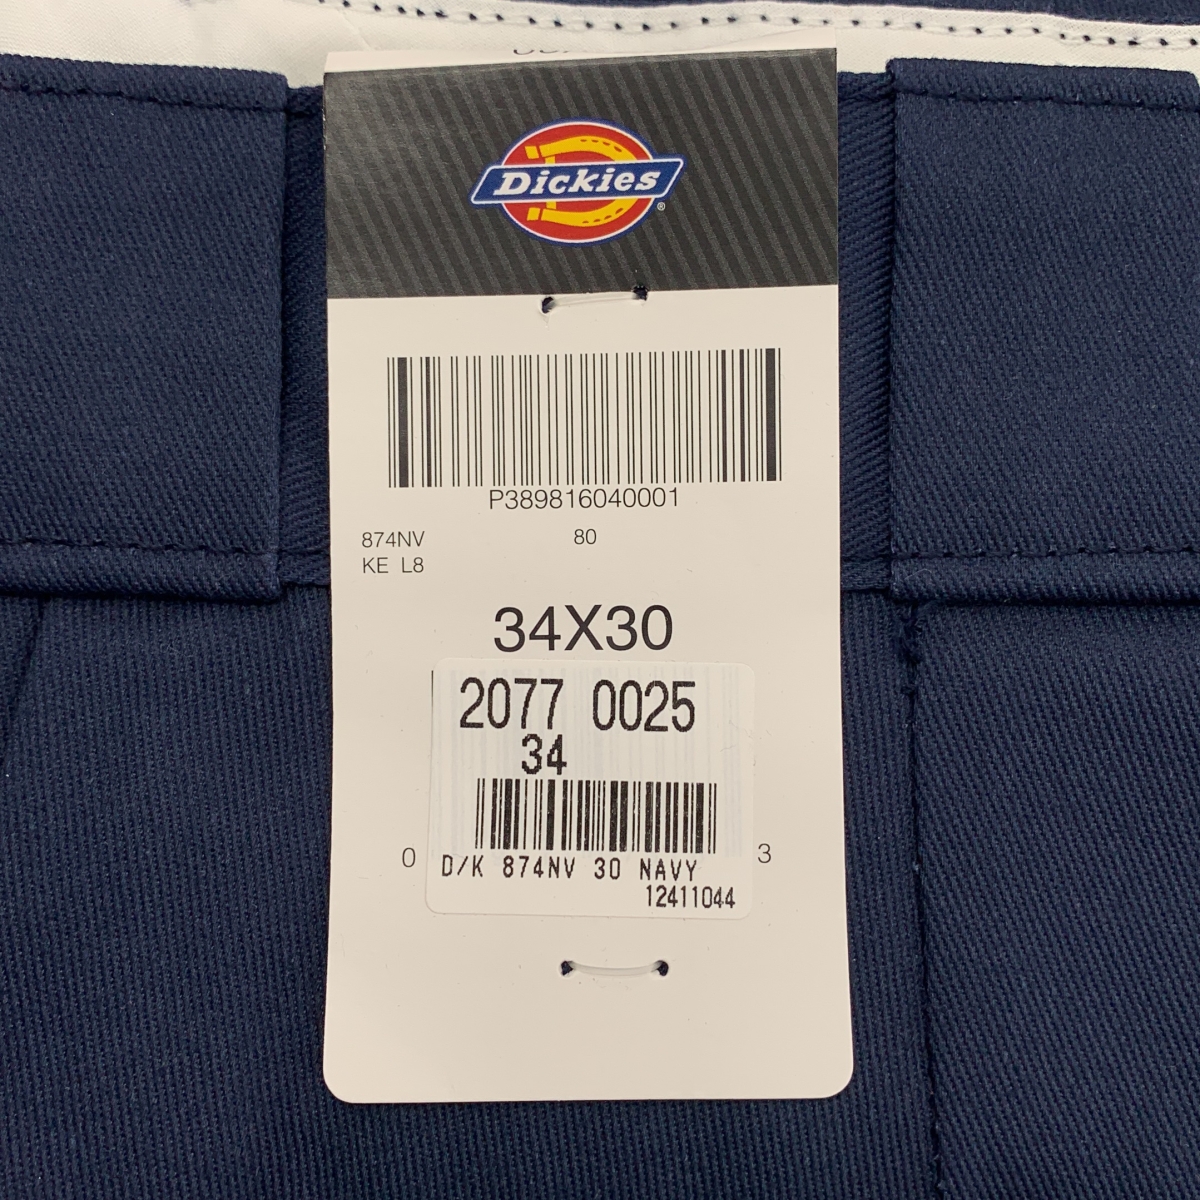 Dickies
®
P389816040001
874NV 80
KE L8
34X30
2077 0025
34
0 3
D/K 874NV 30 NAVY
12411044